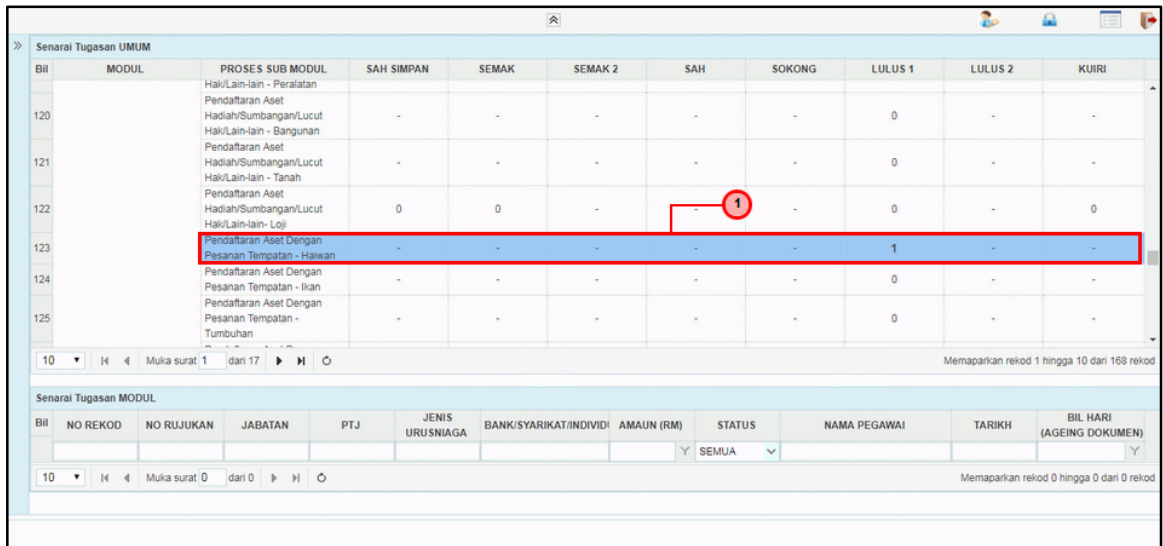 Senarai Tugasan UMUM
Bil MODUL PROSES SUB MODUL SAH SIMPAN SEMAK SEMAK 2 SAH SOKONG LULUS 1 LULUS 2 KUIRI
Hak/Lain-lain - Peralatan
Pendaftaran Aset
120 Hadiah/Sumbangan/Lucut - - - - - 0 - -
Hak/Lain-lain - Bangunan
Pendaftaran Aset
121 Hadiah/Sumbangan/Lucut - - - - - 0 - -
Hak/Lain-lain - Tanah
Pendaftaran Aset
122 Hadiah/Sumbangan/Lucut 0 0 - - - 0 - 0
Hak/Lain-lain- Loji
1
Pendaftaran Aset Dengan
123 Pesanan Tempatan - Haiwan - - - - - 1 - -
Pendaftaran Aset Dengan
124 Pesanan Tempatan - Ikan - - - - - 0 - -
Pendaftaran Aset Dengan
125 Pesanan Tempatan - - - - - - 0 - -
Tumbuhan
10 Muka surat 1 dari 17 Memaparkan rekod 1 hingga 10 dari 168 rekod
Senarai Tugasan MODUL
Bil NO REKOD NO RUJUKAN JABATAN PTJ JENIS URUSNIAGA BANK/SYARIKAT/INDIVIDU AMAUN (RM) STATUS NAMA PEGAWAI TARIKH BIL HARI (AGEING DOKUMEN)
SEMUA
10 Muka surat 0 dari 0 Memaparkan rekod 0 hingga 0 dari 0 rekod